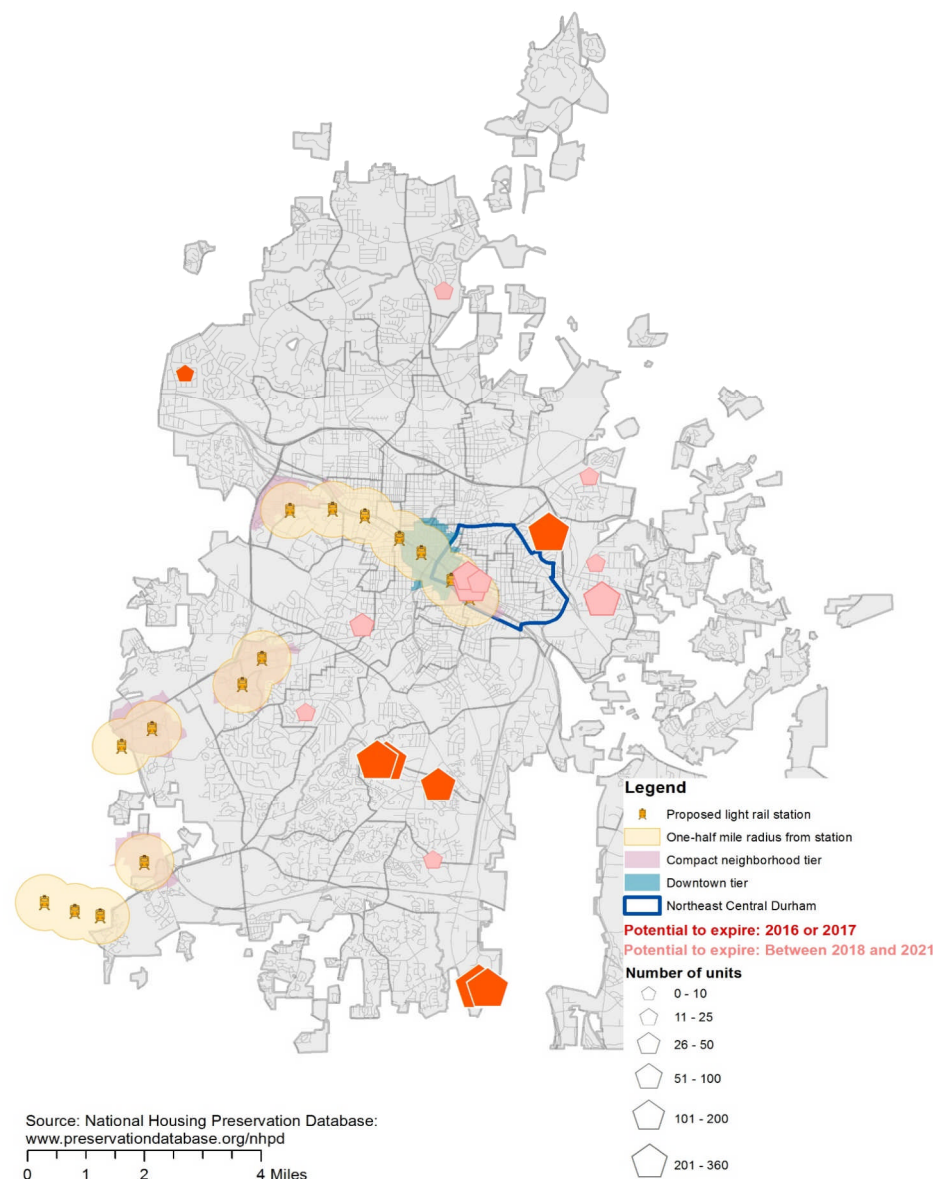 Legend
Proposed light rail station
One-half mile radius from station
Compact neighborhood tier
Downtown tier
Northeast Central Durham
Potential to expire: 2016 or 2017
Potential to expire: Between 2018 and 2021
Number of units
0 - 10
11 - 25
26 - 50
51 - 100
101 - 200
201 - 360
Source: National Housing Preservation Database:
www.preservationdatabase.org/nhpd
0 1 2 4 Miles